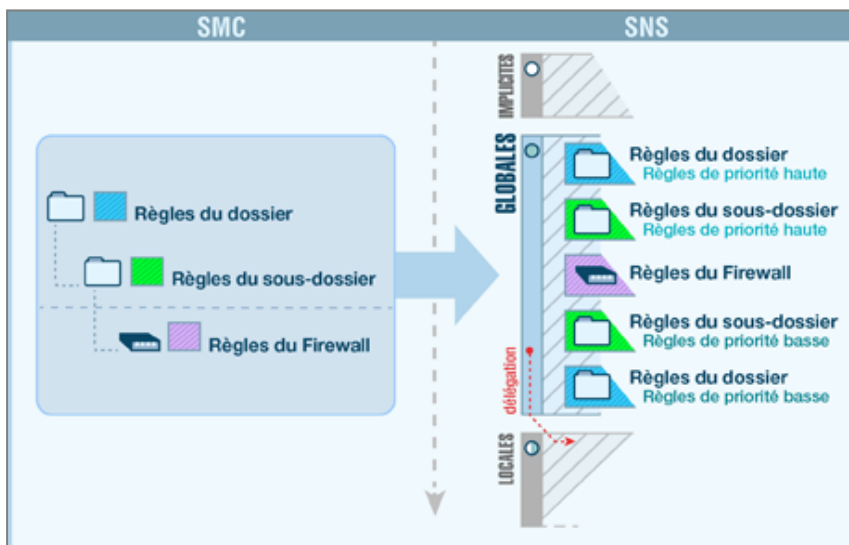 SMC
SNS
Règles du dossier
Règles du sous-dossier
Règles du Firewall
IMPLICITES
GLOBALES
Règles du dossier
Règles de priorité haute
Règles du sous-dossier
Règles de priorité haute
Règles du Firewall
Règles du sous-dossier
Règles de priorité basse
Règles du dossier
Règles de priorité basse
délégation
LOCALES